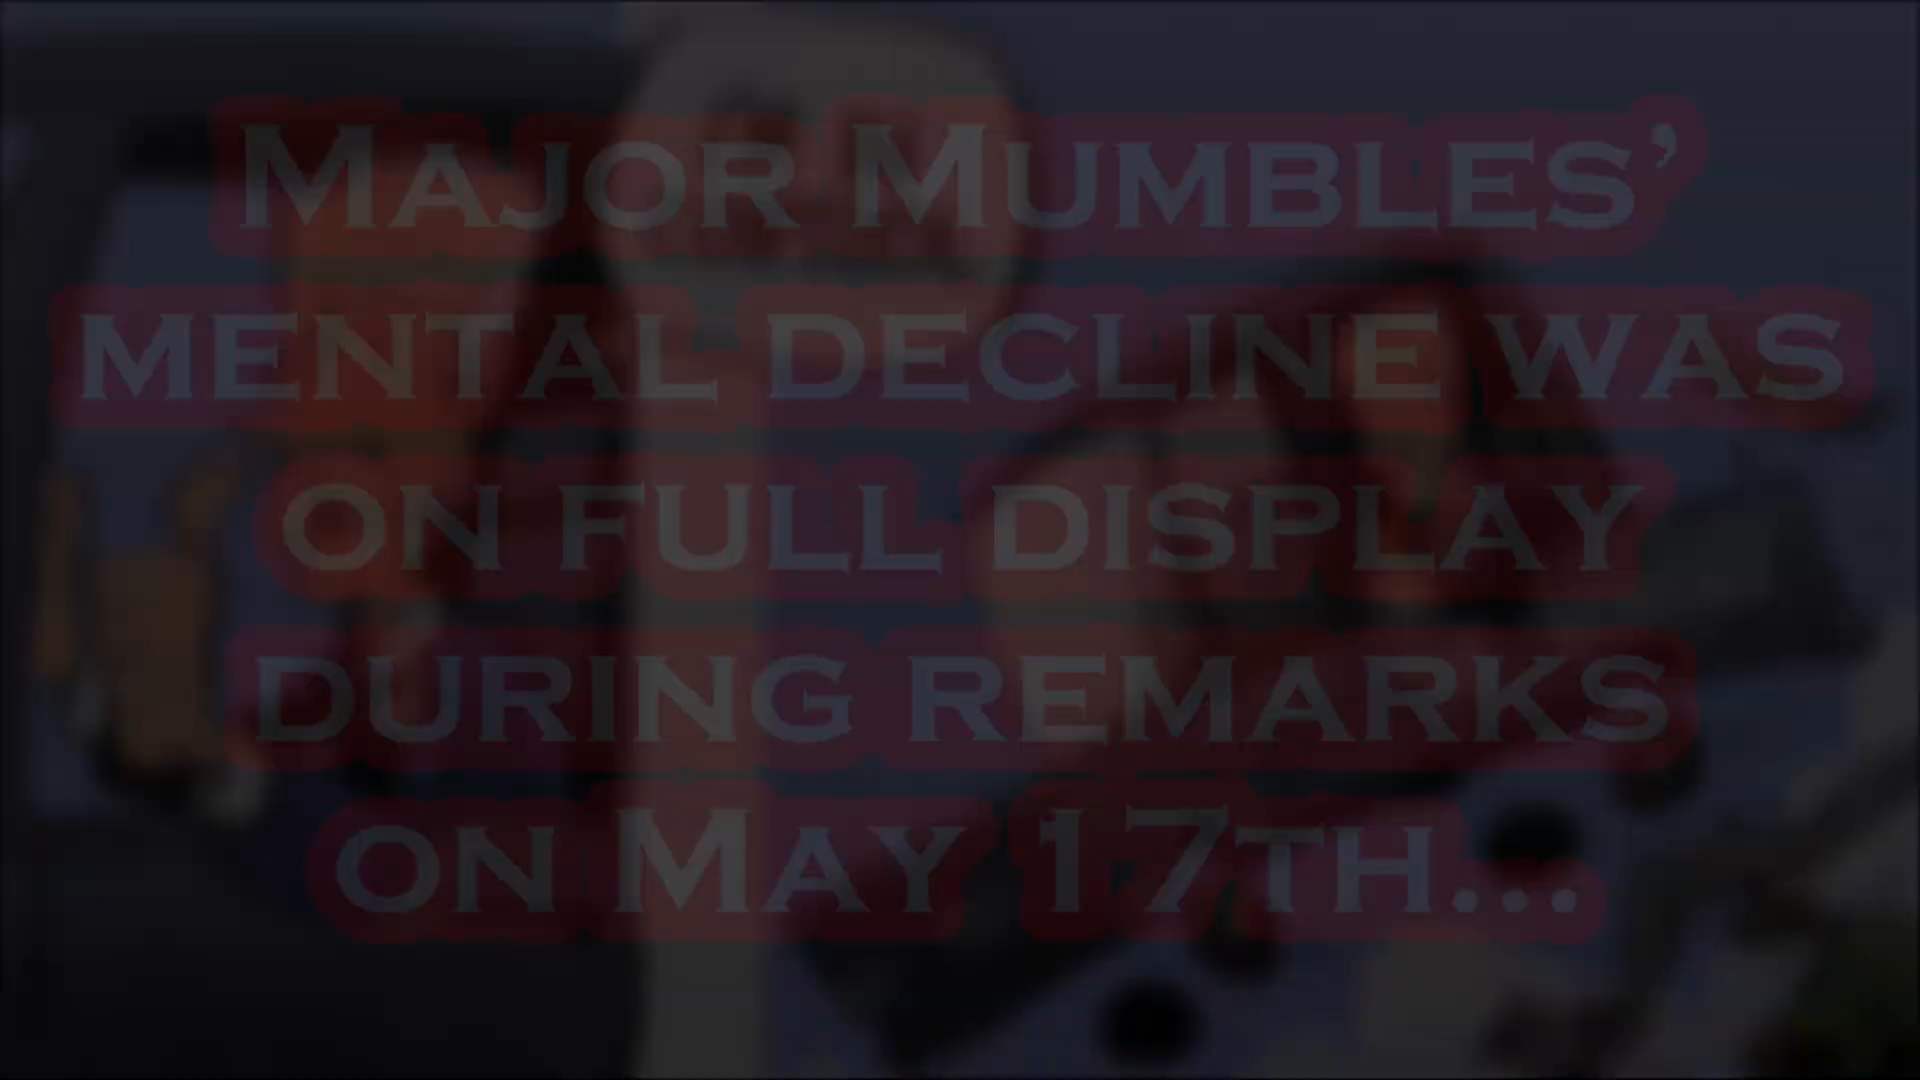 Major Mumbles’
mental decline was
on full display
during remarks
on May 17th...